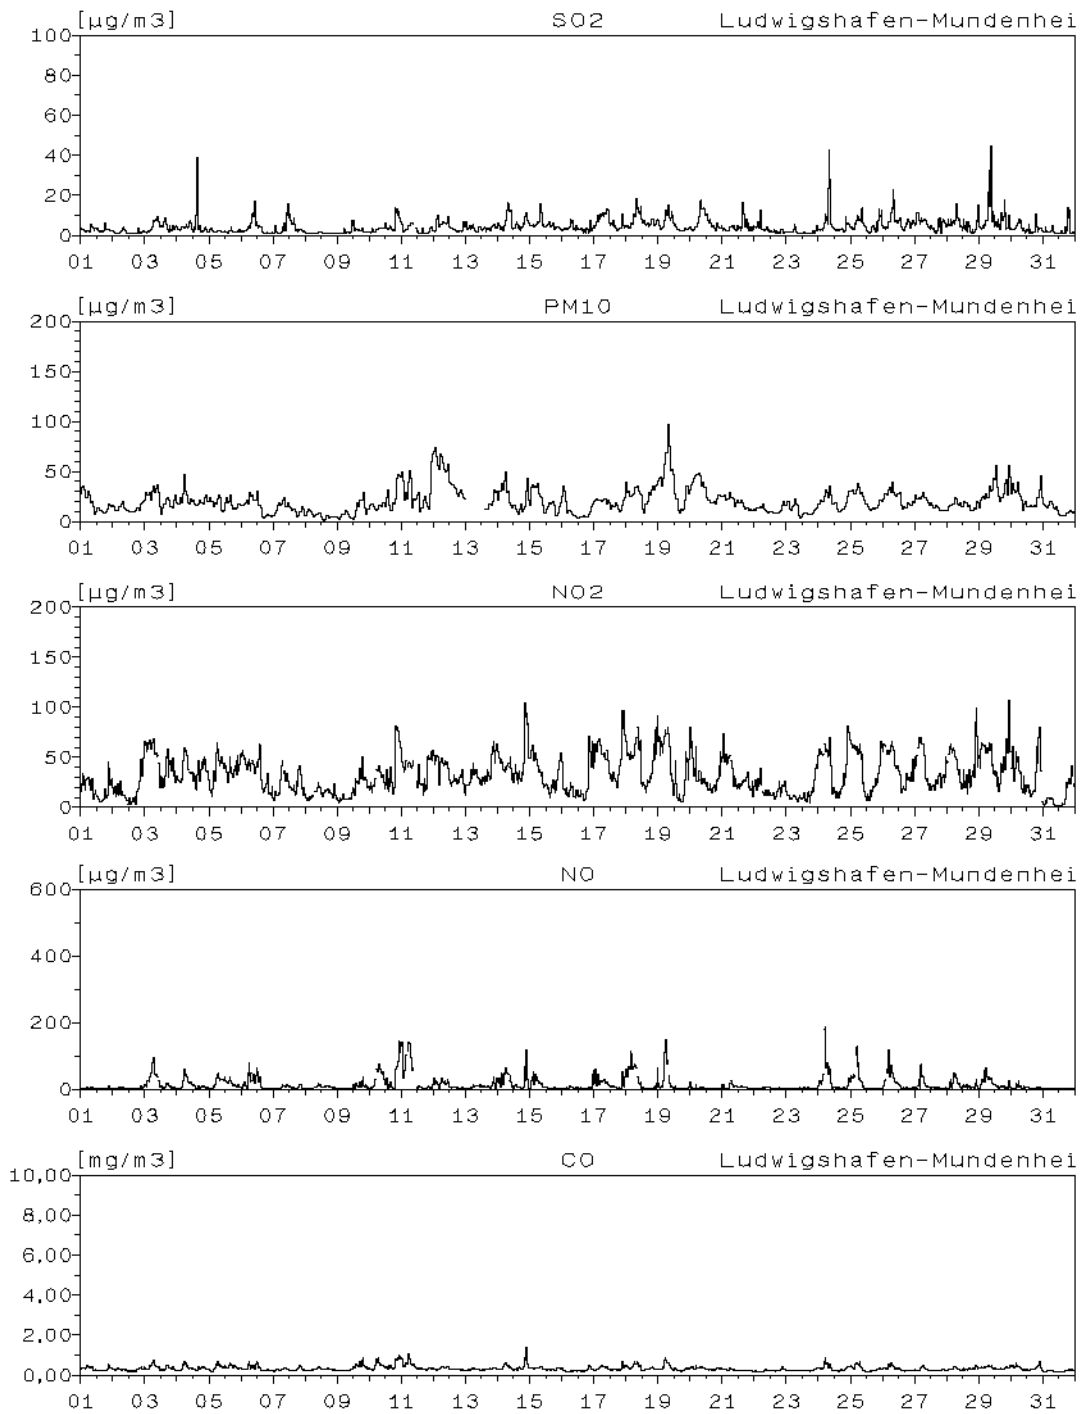 [µg/m3] SO2 Ludwigshafen-Mundenhei
100
80
60
40
20
0
01 03 05 07 09 11 13 15 17 19 21 23 25 27 29 31
[µg/m3] PM10 Ludwigshafen-Mundenhei
200
150
100
50
0
01 03 05 07 09 11 13 15 17 19 21 23 25 27 29 31
[µg/m3] NO2 Ludwigshafen-Mundenhei
200
150
100
50
0
01 03 05 07 09 11 13 15 17 19 21 23 25 27 29 31
[µg/m3] NO Ludwigshafen-Mundenhei
600
400
200
0
01 03 05 07 09 11 13 15 17 19 21 23 25 27 29 31
[mg/m3] CO Ludwigshafen-Mundenhei
10,00
8,00
6,00
4,00
2,00
0,00
01 03 05 07 09 11 13 15 17 19 21 23 25 27 29 31